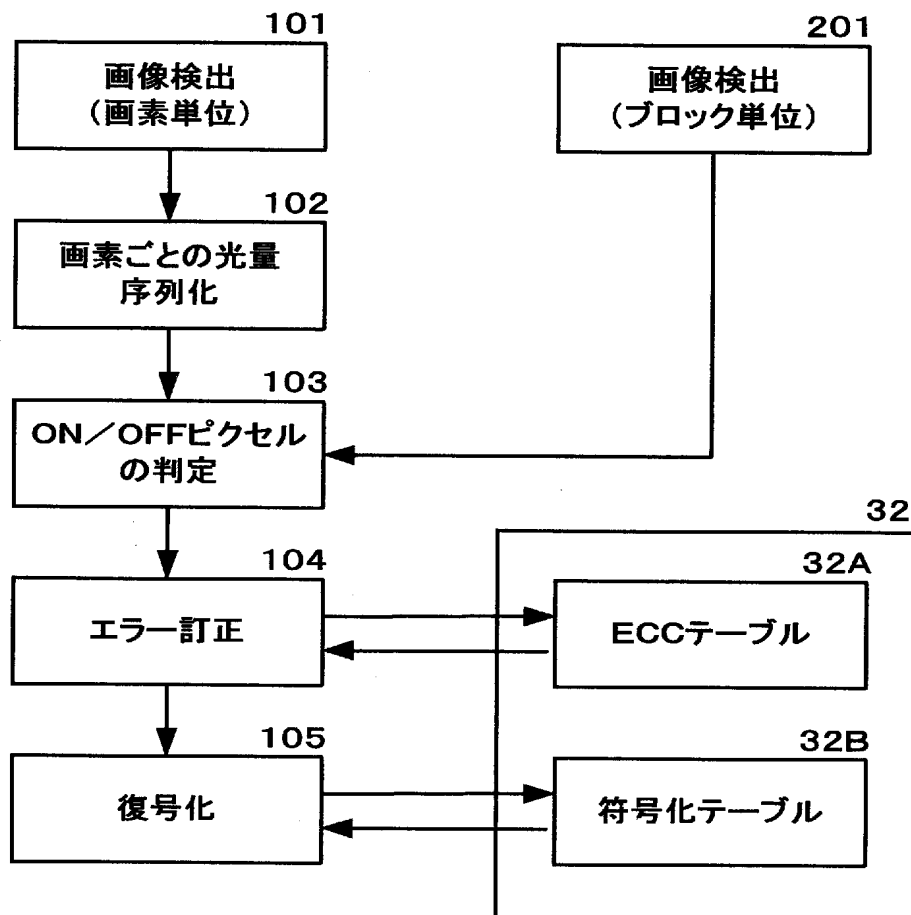 101
画像検出
(画素単位)
201
画像検出
(ブロック単位)
102
画素ごとの光量
序列化
103
ON/OFFピクセル
の判定
32
104
エラー訂正
32A
ECCテーブル
105
復号化
32B
符号化テーブル